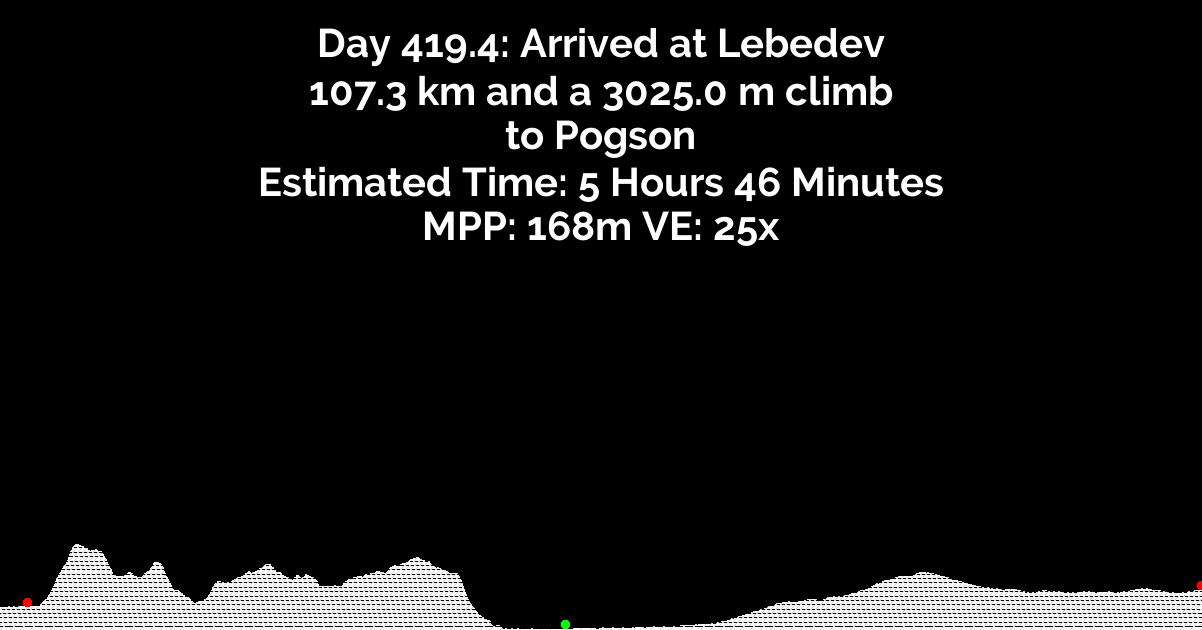 Day 419.4: Arrived at Lebedev
107.3 km and a 3025.0 m climb
to Pogson
Estimated Time: 5 Hours 46 Minutes
MPP: 168m VE: 25x